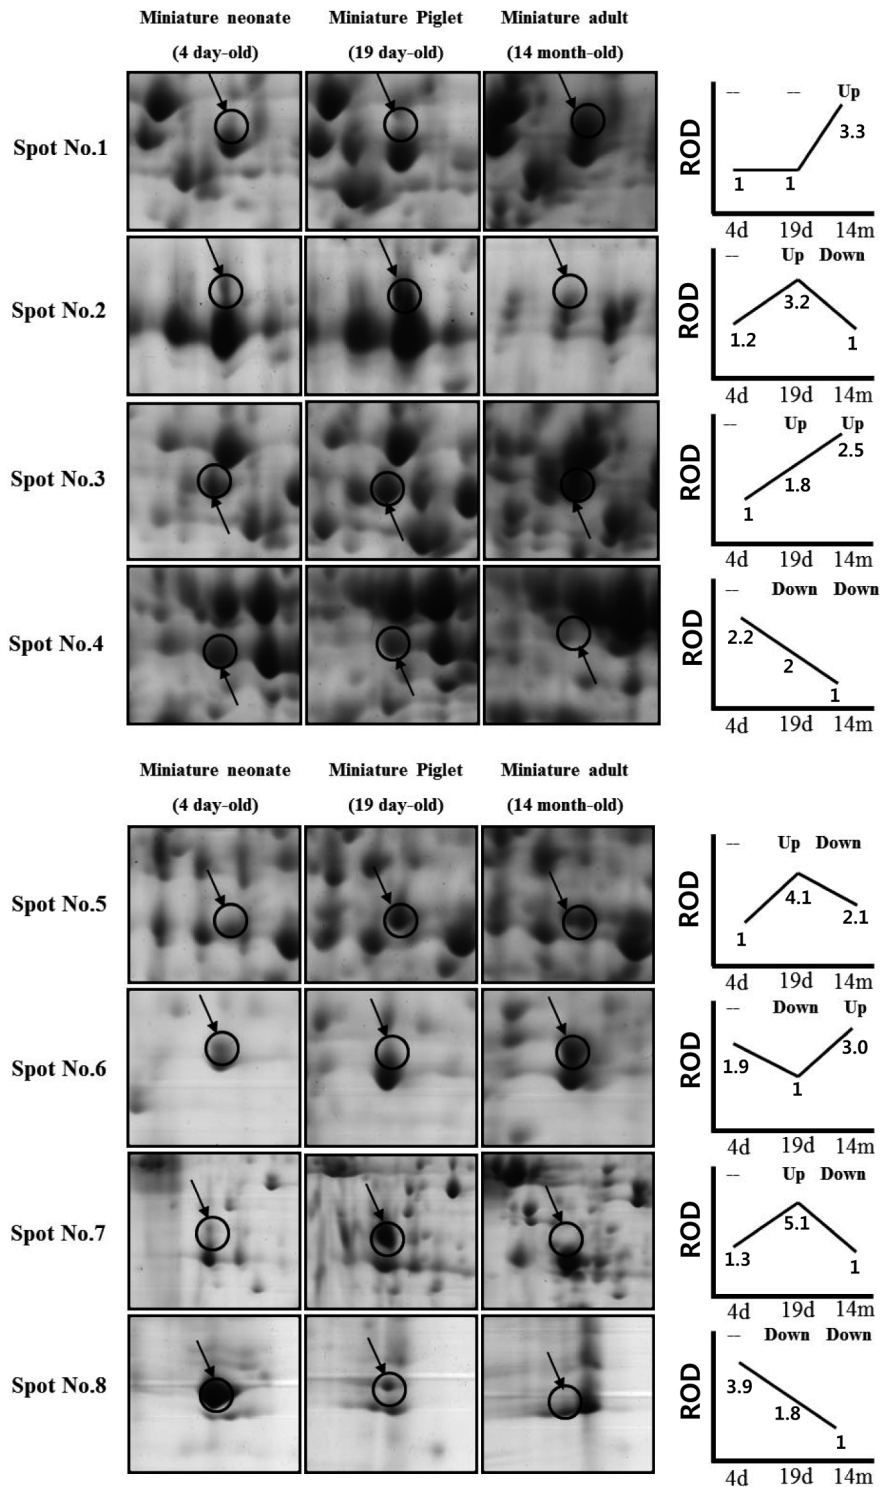 Miniature neonate Miniature Piglet Miniature adult
(4 day-old) (19 day-old) (14 month-old)
Spot No.1
-- -- Up
ROD
3.3
1 1
4d 19d 14m
Spot No.2
-- Up Down
ROD
3.2
1.2 1
4d 19d 14m
Spot No.3
-- Up Up
ROD
2.5
1.8
1
4d 19d 14m
Spot No.4
-- Down Down
ROD
2.2
2
1
4d 19d 14m
Miniature neonate Miniature Piglet Miniature adult
(4 day-old) (19 day-old) (14 month-old)
Spot No.5
-- Up Down
ROD
4.1
2.1
1
4d 19d 14m
Spot No.6
-- Down Up
ROD
3.0
1.9
1
4d 19d 14m
Spot No.7
-- Up Down
ROD
5.1
1.3 1
4d 19d 14m
Spot No.8
-- Down Down
ROD
3.9
1.8
1
4d 19d 14m